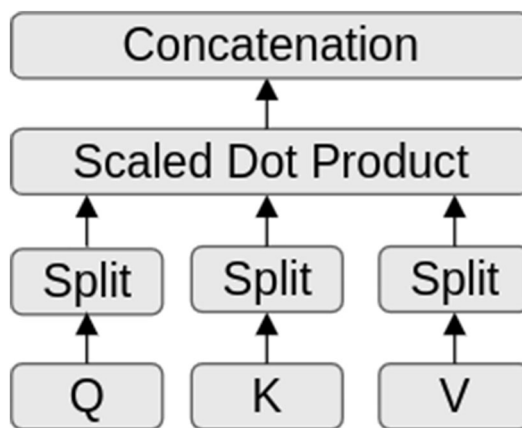 Concatenation
Scaled Dot Product
Split Split Split
Q K V